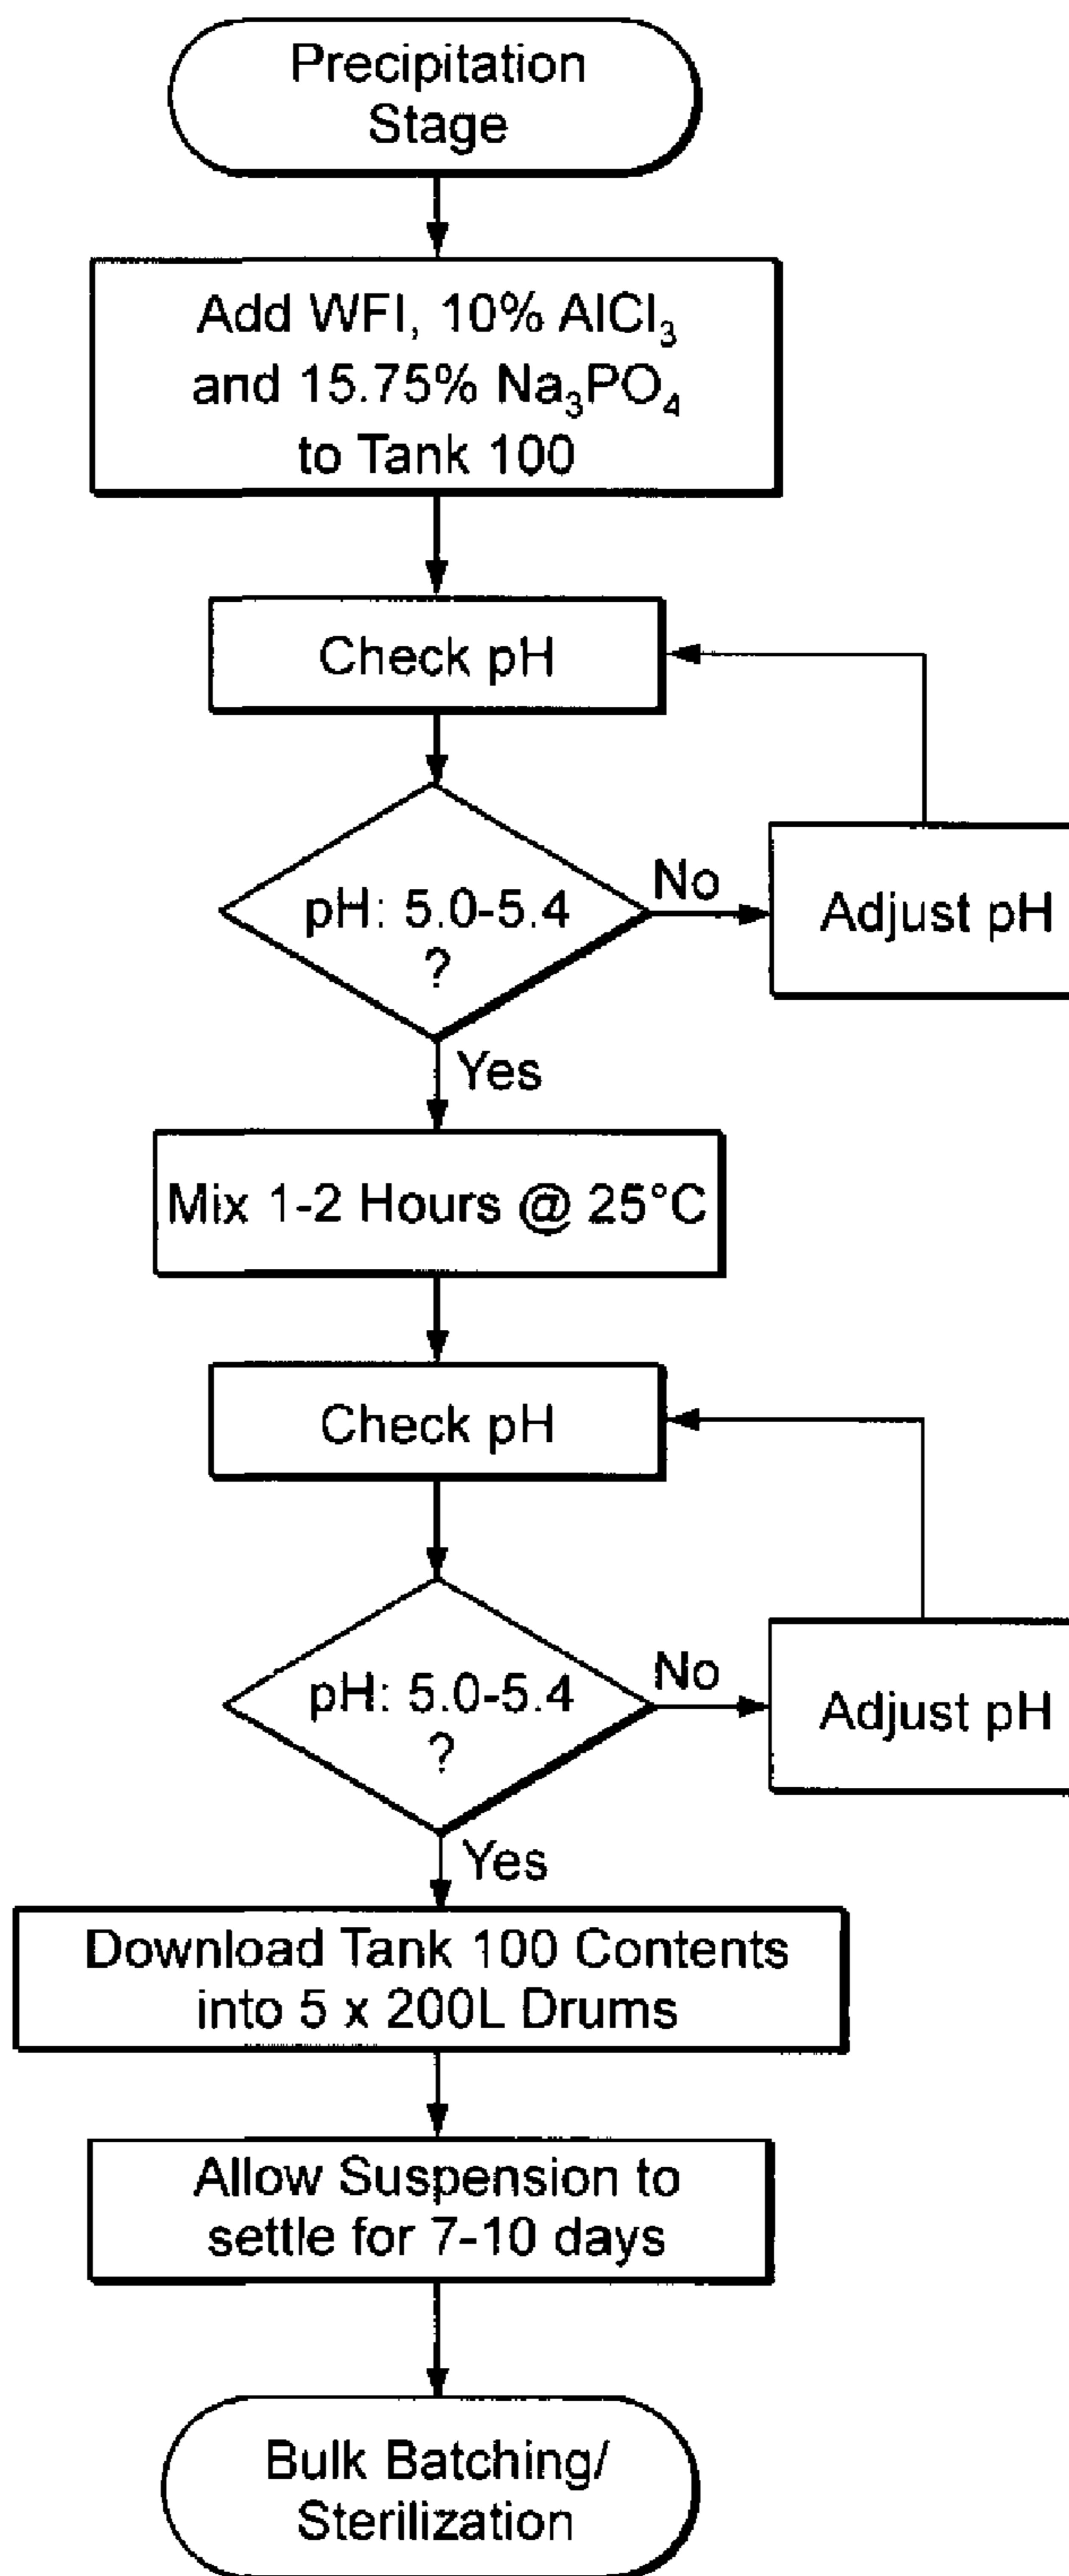 Precipitation
Stage
Add WFI, 10% AlCl₃
and 15.75% Na₃PO₄
to Tank 100
Check pH
pH: 5.0-5.4
?
No
Adjust pH
Yes
Mix 1-2 Hours @ 25°C
Check pH
pH: 5.0-5.4
?
No
Adjust pH
Yes
Download Tank 100 Contents
into 5 x 200L Drums
Allow Suspension to
settle for 7-10 days
Bulk Batching/
Sterilization